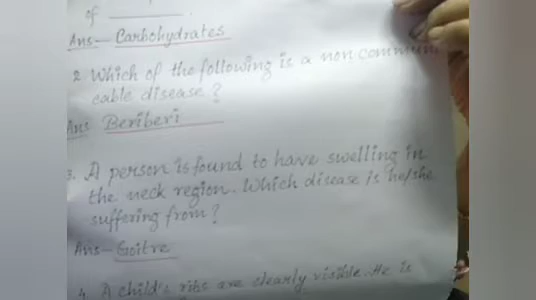 of
Ans- Carbohydrates
2. Which of the following is a non communi
cable disease?
Ans Beriberi
3. A person is found to have swelling in
the neck region. Which disease is he/she
suffering from?
Ans- Goitre
4. A child's ribs are clearly visible. He is